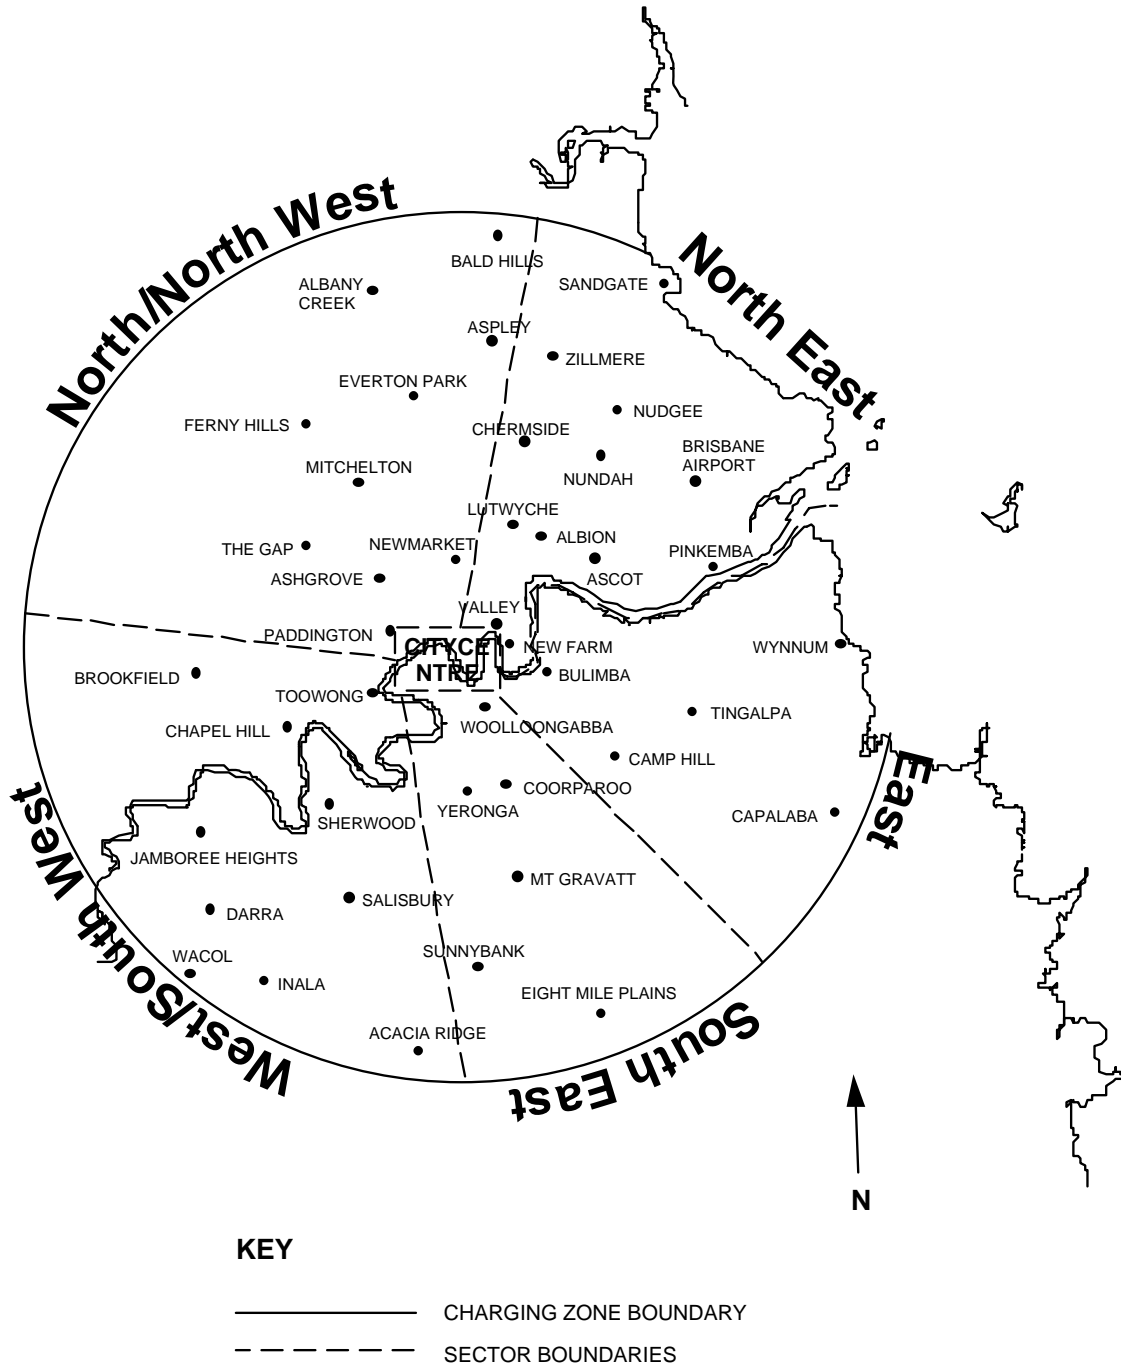 North/North West
North East
BALD HILLS
ALBANY
CREEK
SANDGATE
ASPLEY
ZILLMERE
EVERTON PARK
NUDGEE
FERNY HILLS
CHERMSIDE
BRISBANE
AIRPORT
MITCHELTON
NUNDAH
LUTWYCHE
ALBION
THE GAP
NEWMARKET
PINKEMBA
ASHGROVE
ASCOT
VALLEY
PADDINGTON
CITYCE
NTRE
NEW FARM
WYNNUM
BROOKFIELD
BULIMBA
TOOWONG
TINGALPA
CHAPEL HILL
WOOLLOONGABBA
CAMP HILL
East
COORPAROO
YERONGA
CAPALABA
SHERWOOD
JAMBOREE HEIGHTS
MT GRAVATT
SALISBURY
DARRA
West/South West
SUNNYBANK
WACOL
INALA
EIGHT MILE PLAINS
ACACIA RIDGE
South East
N
KEY
CHARGING ZONE BOUNDARY
SECTOR BOUNDARIES